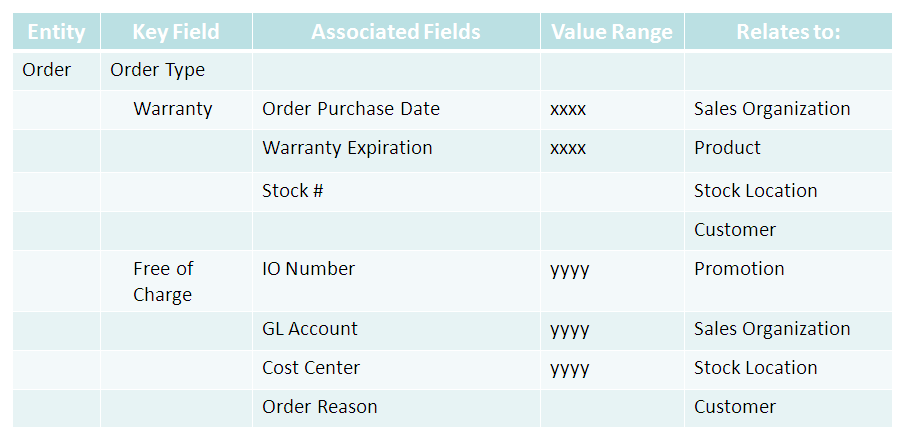 Entity Key Field Associated Fields Value Range Relates to:
Order Order Type
Warranty Order Purchase Date xxxx Sales Organization
Warranty Expiration xxxx Product
Stock # Stock Location
Customer
Free of IO Number yyyy Promotion
Charge
GL Account yyyy Sales Organization
Cost Center yyyy Stock Location
Order Reason Customer